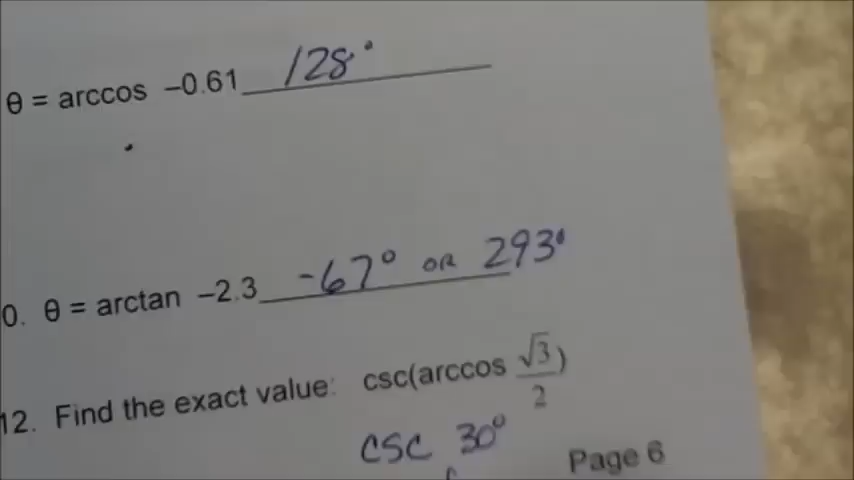 θ = arccos –0.61 128°
0. θ = arctan –2.3 -67° OR 293°
12. Find the exact value: csc(arccos √3/2)
CSC 30°
Page 6